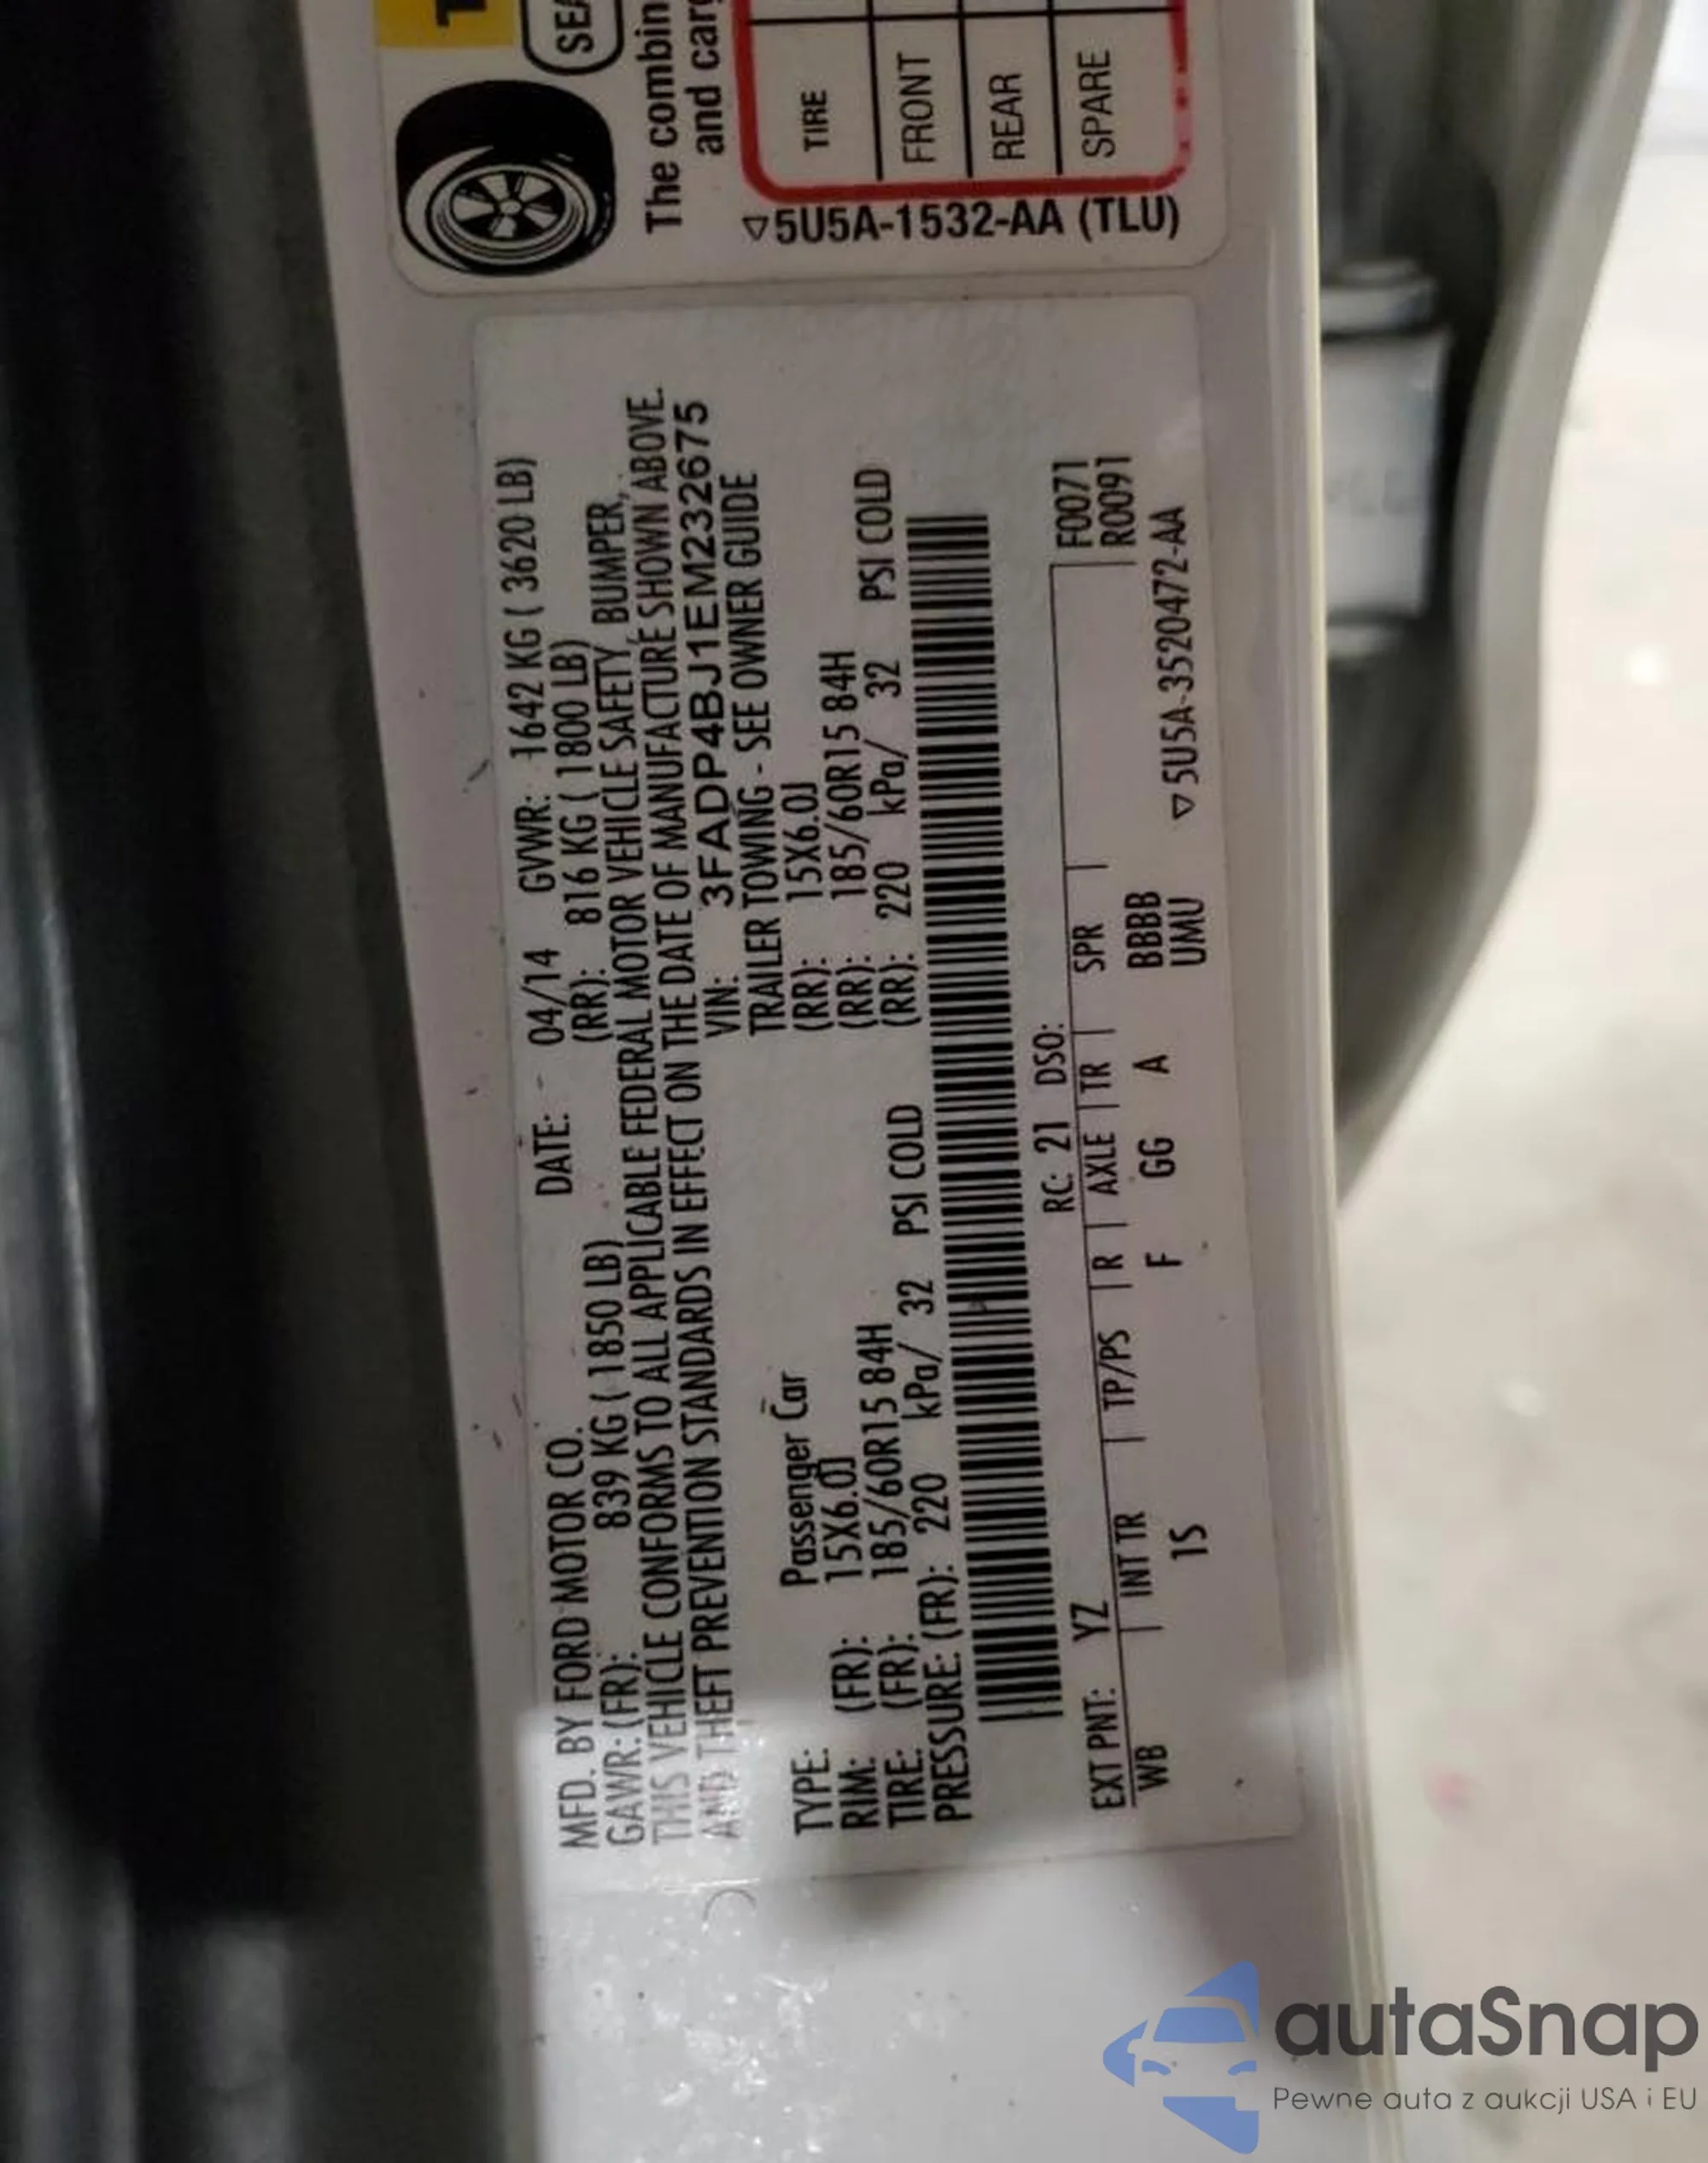 MFD. BY FORD MOTOR CO. DATE: 04/14 GVWR: 1642 KG ( 3620 LB)
GAWR: (FR): 839 KG ( 1850 LB) (RR): 816 KG ( 1800 LB)
THIS VEHICLE CONFORMS TO ALL APPLICABLE FEDERAL MOTOR VEHICLE SAFETY, BUMPER,
AND THEFT PREVENTION STANDARDS IN EFFECT ON THE DATE OF MANUFACTURE SHOWN ABOVE.
VIN: 3FADP4BJ1EM232675
TYPE: Passenger Car TRAILER TOWING - SEE OWNER GUIDE
RIM: (FR): 15X6.0J (RR): 15X6.0J
TIRE: (FR): 185/60R15 84H (RR): 185/60R15 84H
PRESSURE: (FR): 220 kPa/ 32 PSI COLD (RR): 220 kPa/ 32 PSI COLD
EXT PNT: YZ RC: 21 DSO: F0071
WB INT TR TP/PS R AXLE TR SPR R0091
1S F GG A BBBB
UMU ▽5U5A-3520472-AA
The combin
and carg
TIRE
FRONT
REAR
SPARE
▽5U5A-1532-AA (TLU)
autaSnap
Pewne auta z aukcji USA i EU